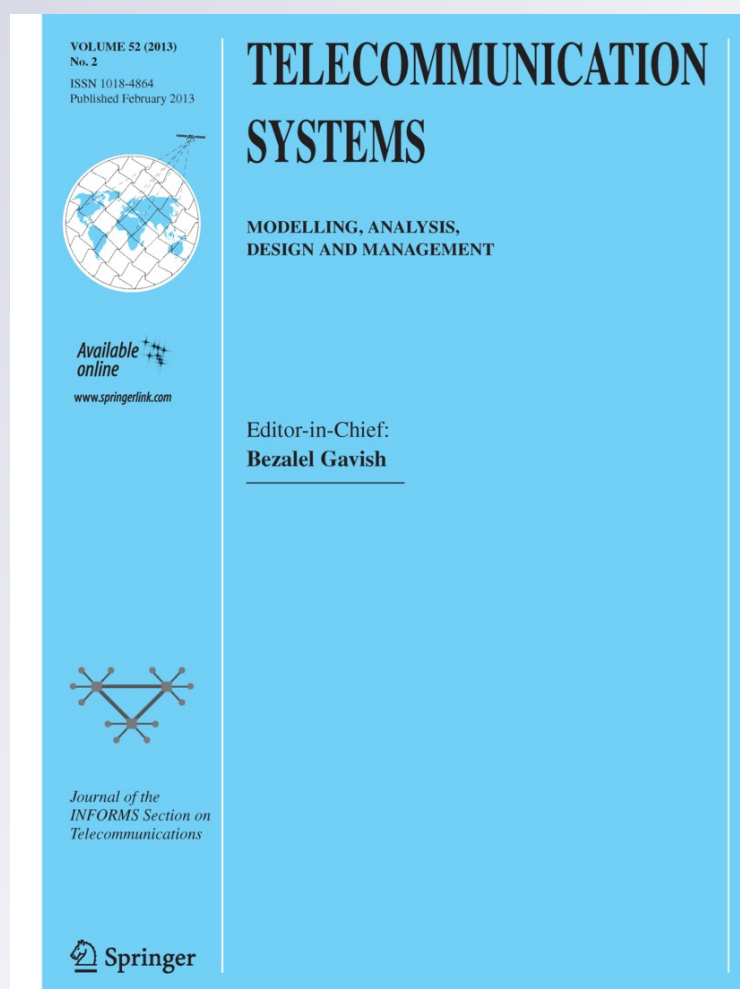 VOLUME 52 (2013)
No. 2
ISSN 1018-4864
Published February 2013
TELECOMMUNICATION
SYSTEMS
MODELLING, ANALYSIS,
DESIGN AND MANAGEMENT
Available
online
www.springerlink.com
Editor-in-Chief:
Bezalel Gavish
Journal of the
INFORMS Section on
Telecommunications
Springer